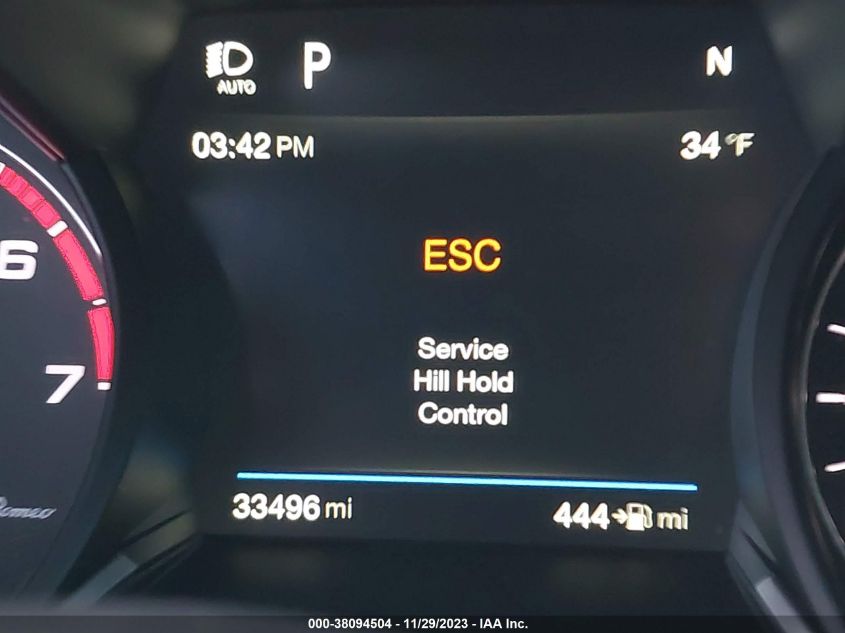 AUTO P N
03:42 PM 34 °F
6
ESC
Service
7 Hill Hold
Control
33496 mi 444 mi
Romeo
000-38094504 - 11/29/2023 - IAA Inc.